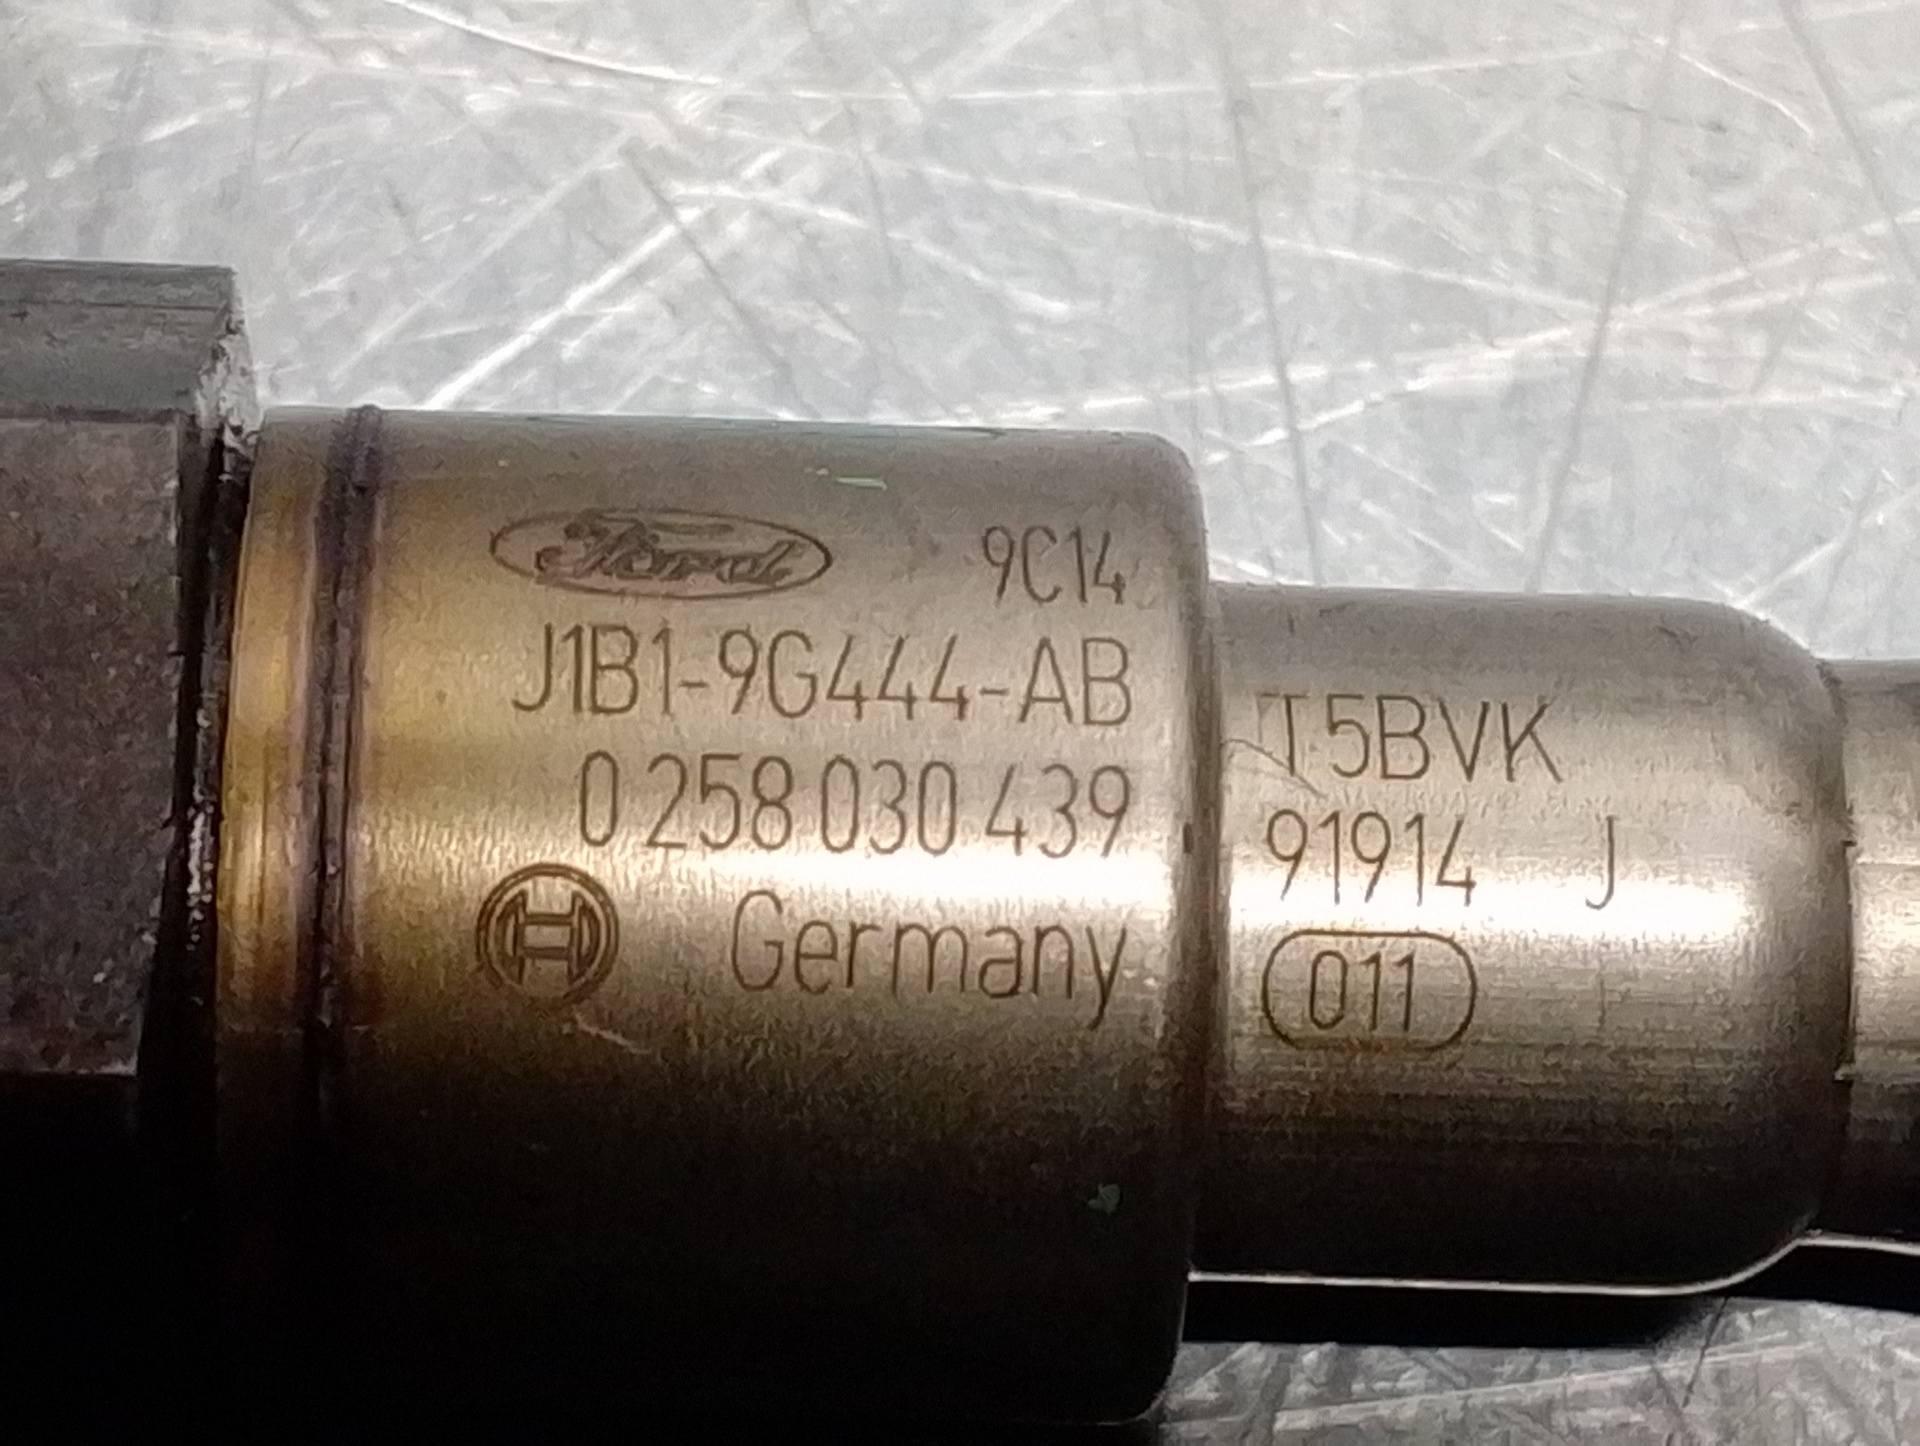 Ford 9C14
J1B1-9G444-AB
0 258 030 439
Germany
T5BVK
91914 J
011